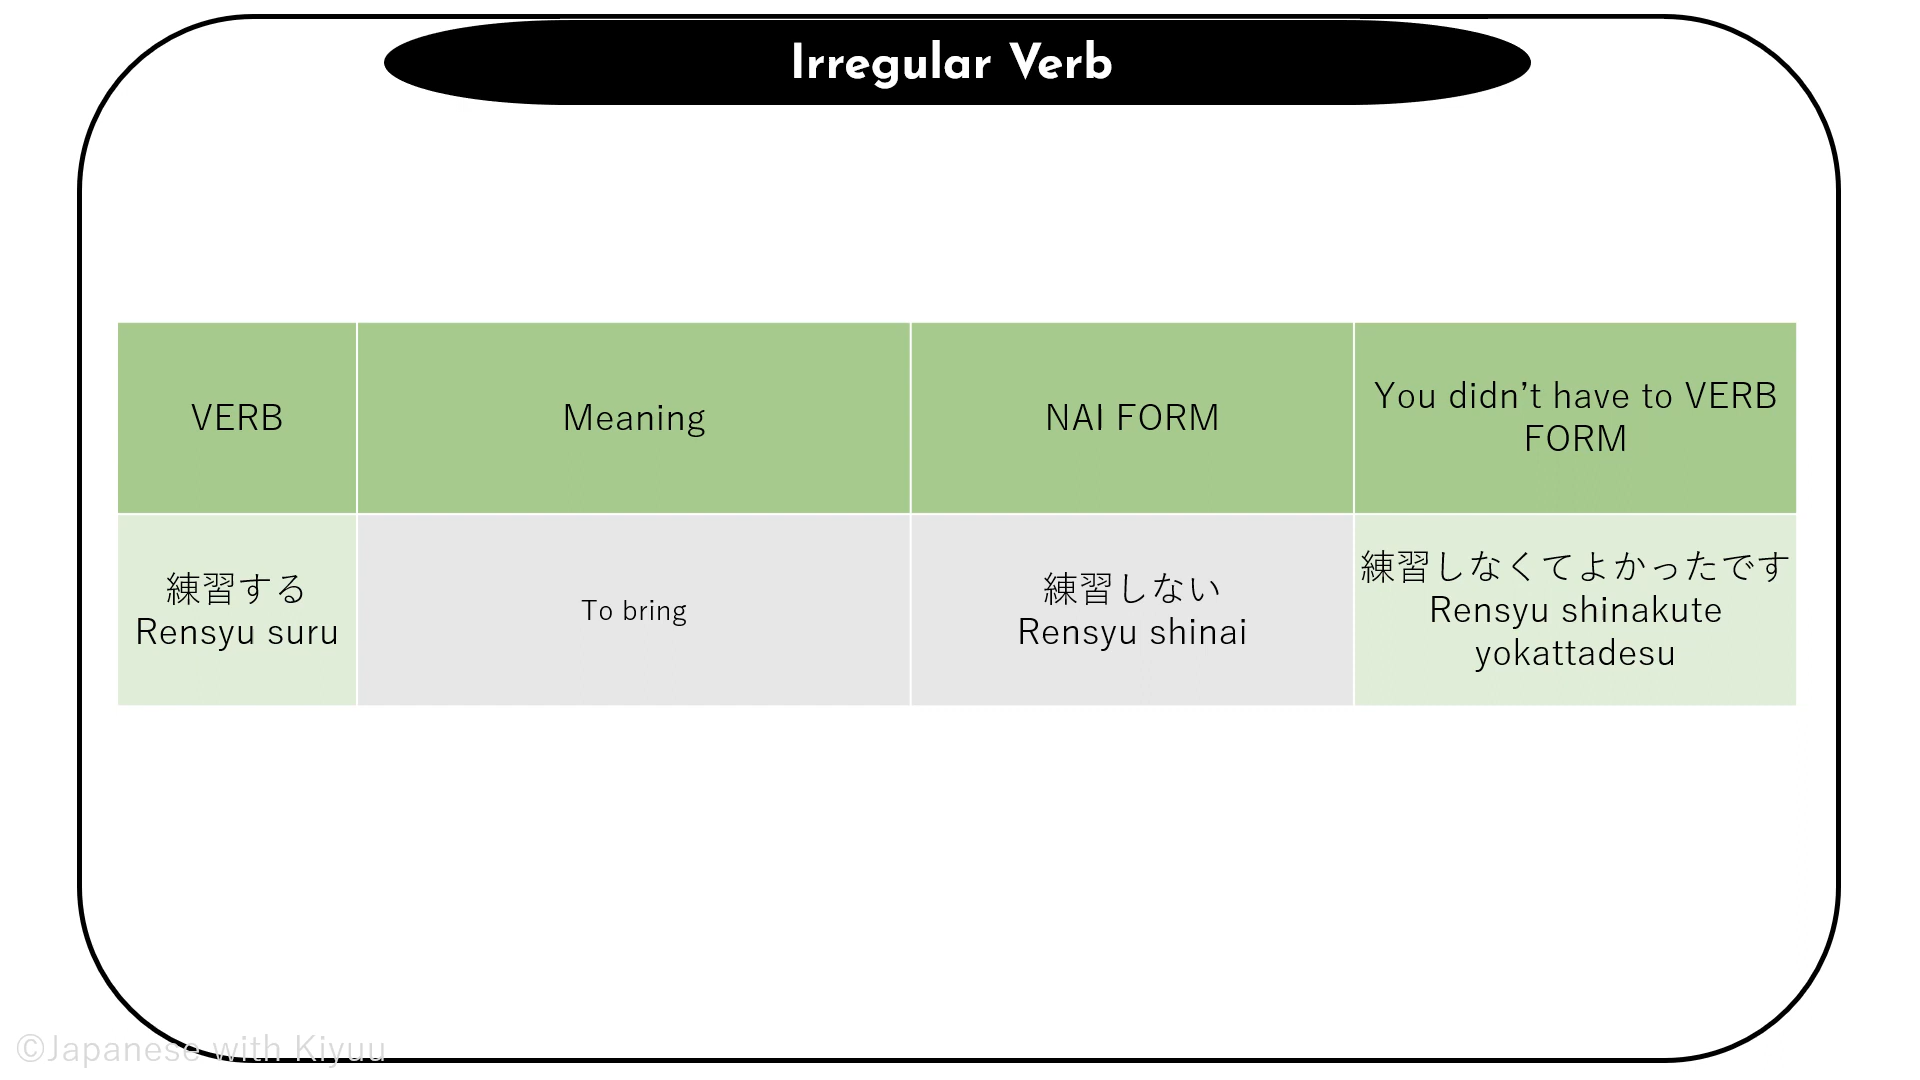 Irregular Verb
VERB
Meaning
NAI FORM
You didn’t have to VERB
FORM
練習する
Rensyu suru
To bring
練習しない
Rensyu shinai
練習しなくてよかったです
Rensyu shinakute
yokattadesu
©Japanese with Kiyuu